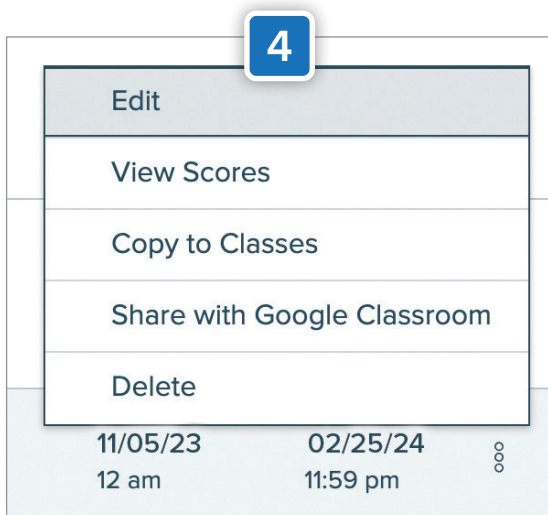 4
Edit
View Scores
Copy to Classes
Share with Google Classroom
Delete
11/05/23 02/25/24
12 am 11:59 pm